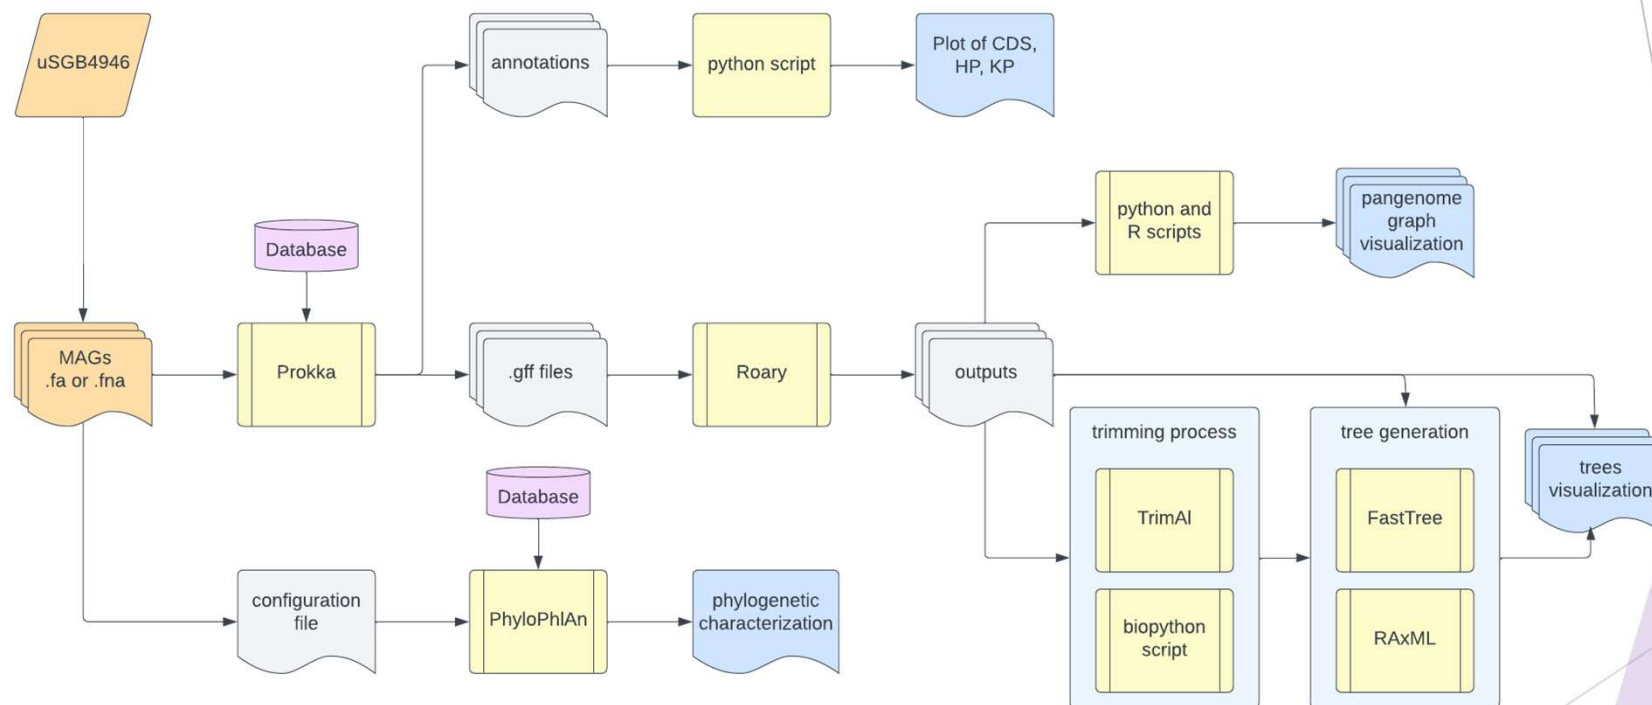 uSGB4946
annotations
python script
Plot of CDS,
HP, KP
python and
R scripts
pangenome
graph
visualization
Database
MAGs
.fa or .fna
Prokka
.gff files
Roary
outputs
trimming process
tree generation
trees
visualization
Database
TrimAl
FastTree
configuration
file
PhyloPhlAn
phylogenetic
characterization
biopython
script
RAxML